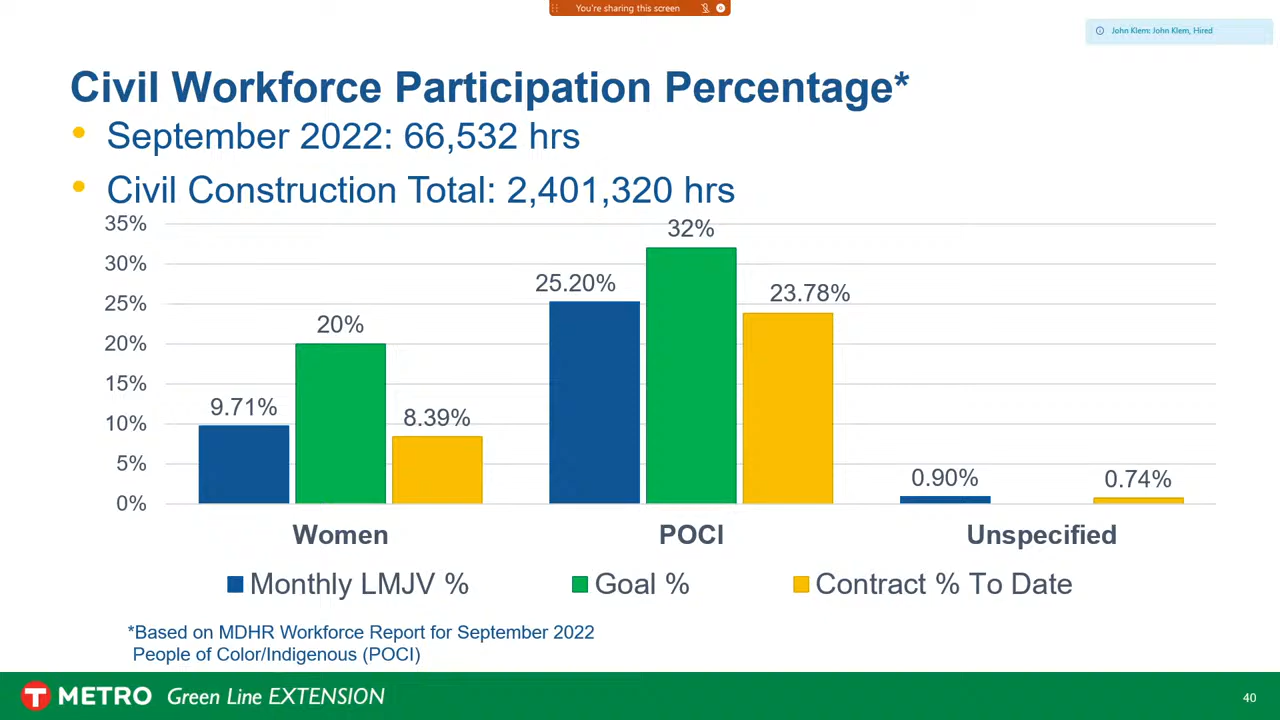 You're sharing this screen
John Klem: John Klem, Hired
Civil Workforce Participation Percentage*
• September 2022: 66,532 hrs
• Civil Construction Total: 2,401,320 hrs
35%
30%
25%
20%
15%
10%
5%
0%
9.71%
20%
8.39%
25.20%
32%
23.78%
0.90%
0.74%
Women POCI Unspecified
Monthly LMJV % Goal % Contract % To Date
*Based on MDHR Workforce Report for September 2022
People of Color/Indigenous (POCI)
T METRO Green Line EXTENSION 40